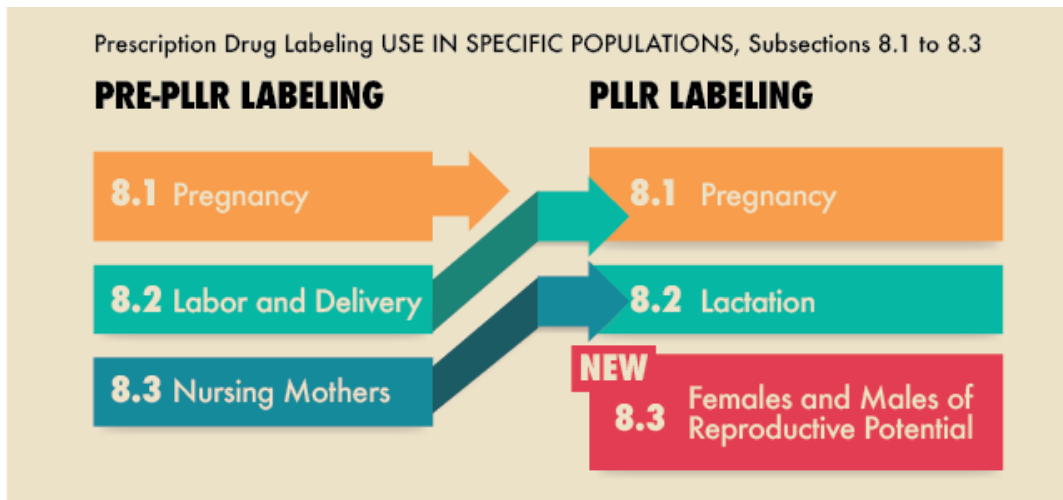 Prescription Drug Labeling USE IN SPECIFIC POPULATIONS, Subsections 8.1 to 8.3
PRE-PLLR LABELING
8.1 Pregnancy
8.2 Labor and Delivery
8.3 Nursing Mothers
PLLR LABELING
8.1 Pregnancy
8.2 Lactation
NEW
8.3 Females and Males of
Reproductive Potential